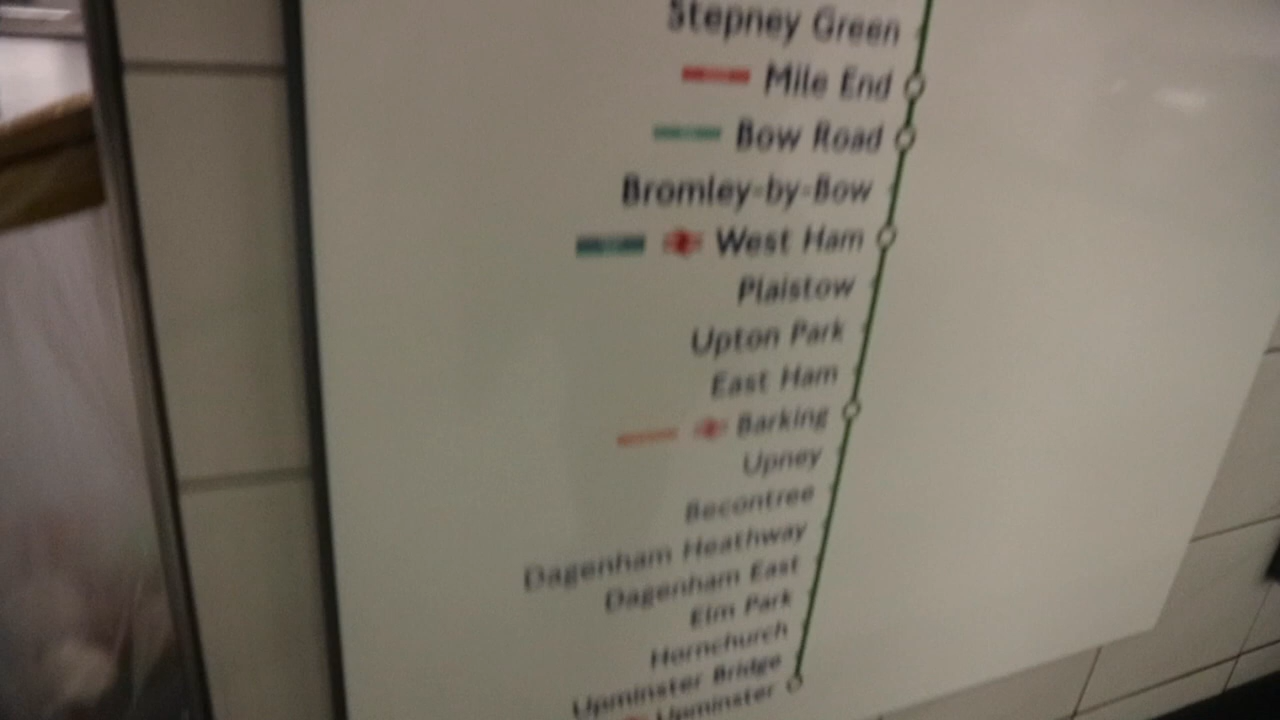 Stepney Green
Mile End
Bow Road
Bromley-by-Bow
West Ham
Plaistow
Upton Park
East Ham
Barking
Upney
Becontree
Dagenham Heathway
Dagenham East
Elm Park
Hornchurch
Upminster Bridge
Upminster